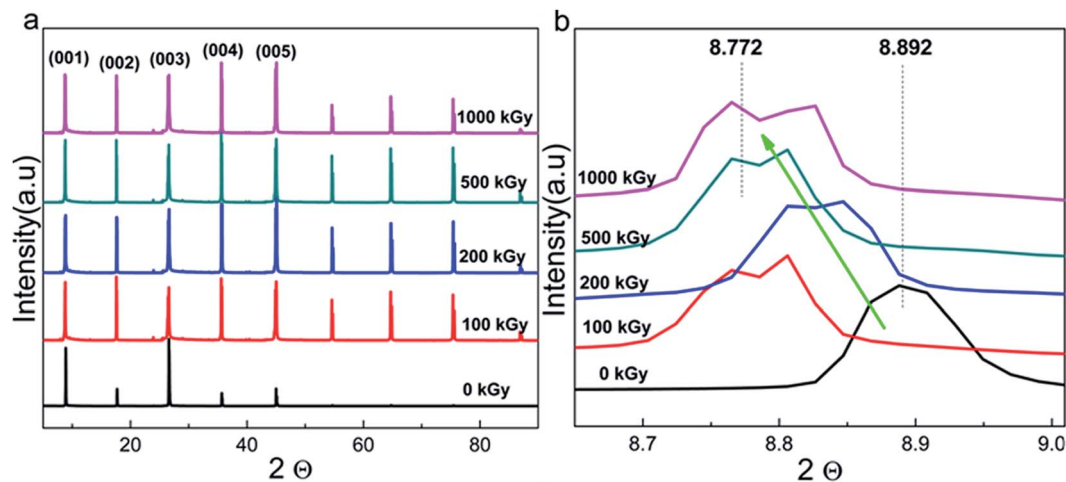 a
(001) (002) (003) (004) (005)
1000 kGy
500 kGy
200 kGy
100 kGy
0 kGy
Intensity(a.u)
20 40 60 80
2 Θ
b
8.772 8.892
1000 kGy
500 kGy
200 kGy
100 kGy
0 kGy
Intensity(a.u)
8.7 8.8 8.9 9.0
2 Θ